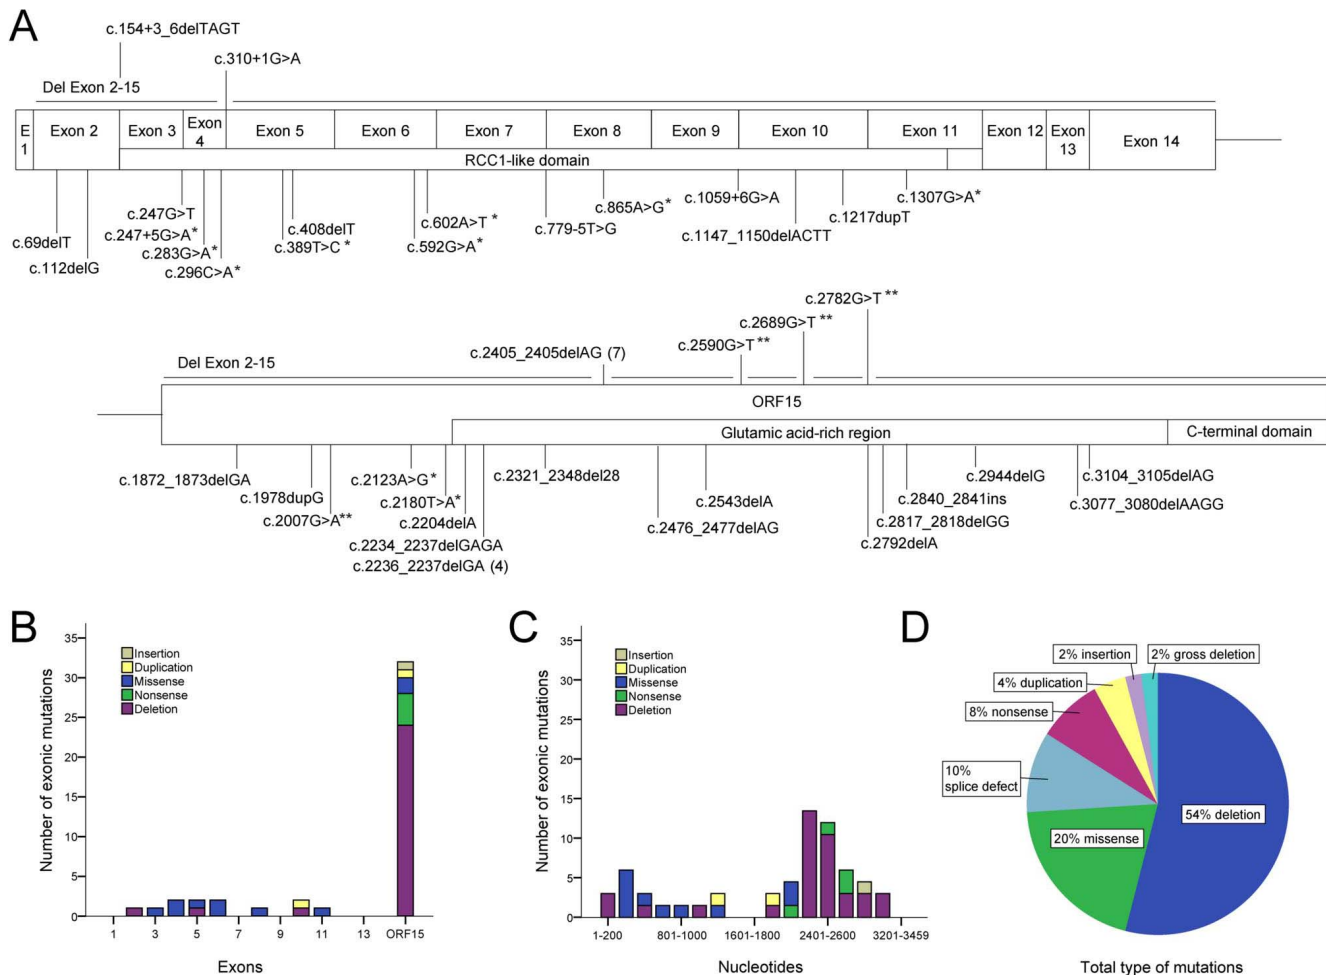 A
c.154+3_6delTAGT
c.310+1G>A
Del Exon 2-15
E 1
Exon 2
Exon 3
Exon 4
Exon 5
Exon 6
Exon 7
Exon 8
Exon 9
Exon 10
Exon 11
Exon 12
Exon 13
Exon 14
RCC1-like domain
c.69delT
c.112delG
c.247G>T
c.247+5G>A*
c.283G>A*
c.296C>A*
c.408delT
c.389T>C *
c.602A>T *
c.592G>A*
c.779-5T>G
c.865A>G*
c.1059+6G>A
c.1147_1150delACTT
c.1217dupT
c.1307G>A*
c.2782G>T **
c.2689G>T **
c.2590G>T**
c.2405_2405delAG (7)
Del Exon 2-15
ORF15
Glutamic acid-rich region
C-terminal domain
c.1872_1873delGA
c.1978dupG
c.2007G>A**
c.2123A>G*
c.2180T>A*
c.2204delA
c.2234_2237delGAGA
c.2236_2237delGA (4)
c.2321_2348del28
c.2476_2477delAG
c.2543delA
c.2944delG
c.2840_2841ins
c.2817_2818delGG
c.2792delA
c.3104_3105delAG
c.3077_3080delAAGG
B
Number of exonic mutations
35
30
25
20
15
10
5
0
Insertion
Duplication
Missense
Nonsense
Deletion
1 3 5 7 9 11 13 ORF15
Exons
C
Number of exonic mutations
35
30
25
20
15
10
5
0
Insertion
Duplication
Missense
Nonsense
Deletion
1-200 801-1000 1601-1800 2401-2600 3201-3459
Nucleotides
D
2% insertion
2% gross deletion
4% duplication
8% nonsense
10%
splice defect
20% missense
54% deletion
Total type of mutations